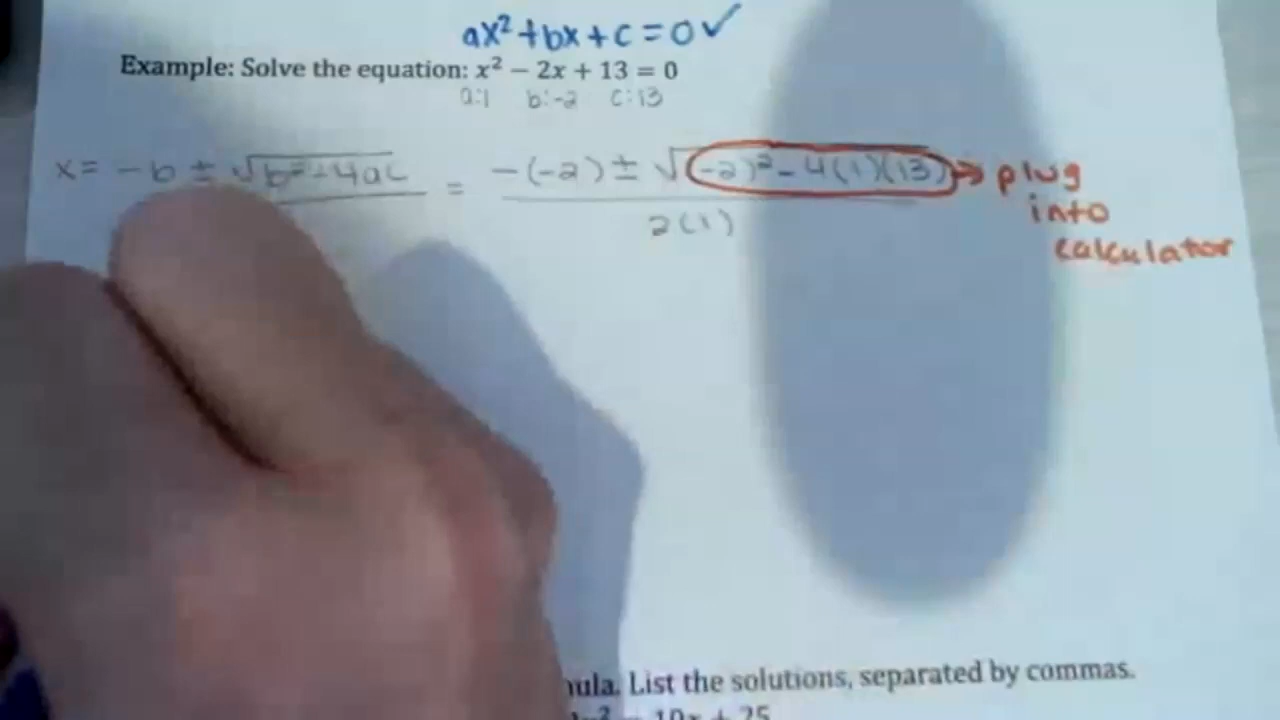 ax²+bx+c=0✓
Example: Solve the equation: x² − 2x + 13 = 0
a:1 b:-2 c:13
x = -b ± √b²-4ac = -(-2) ± √(-2)²-4(1)(13) → plug
2(1) into
calculator
List the solutions, separated by commas.